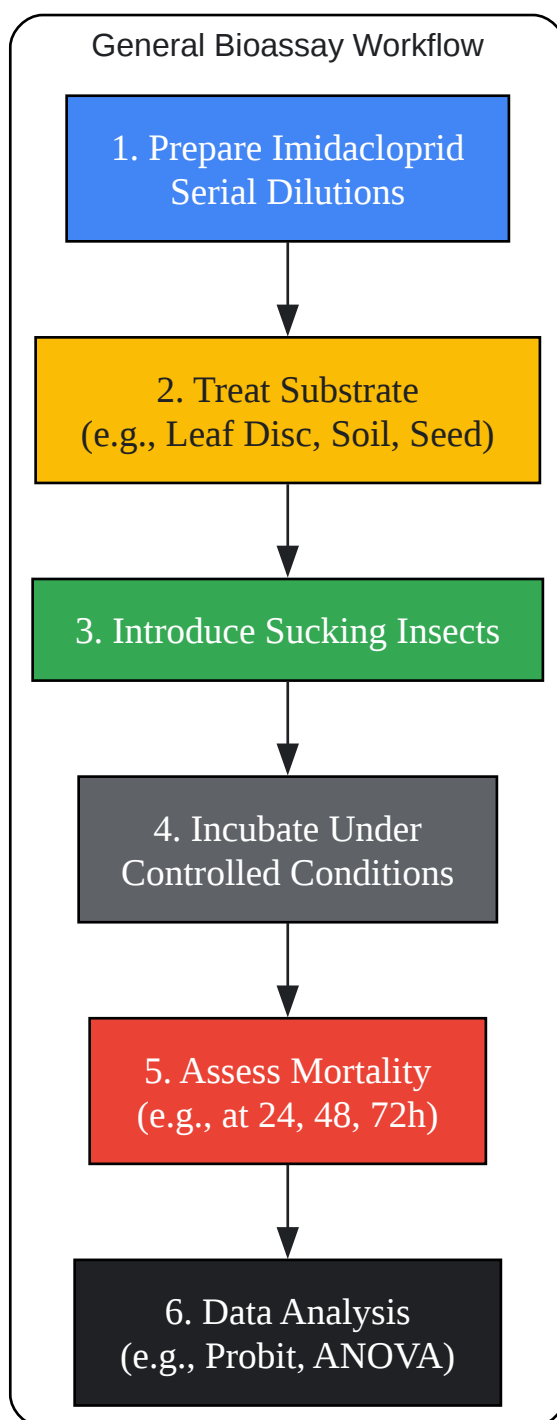 General Bioassay Workflow
1. Prepare Imidacloprid
Serial Dilutions
2. Treat Substrate
(e.g., Leaf Disc, Soil, Seed)
3. Introduce Sucking Insects
4. Incubate Under
Controlled Conditions
5. Assess Mortality
(e.g., at 24, 48, 72h)
6. Data Analysis
(e.g., Probit, ANOVA)